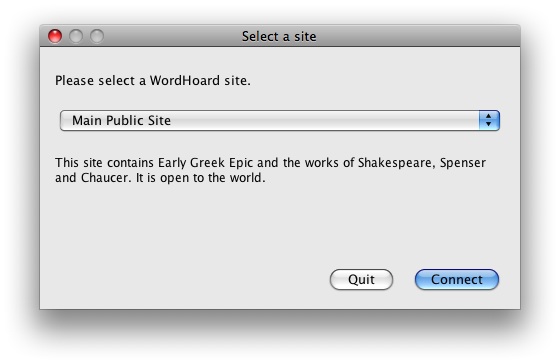 Select a site
Please select a WordHoard site.
Main Public Site
This site contains Early Greek Epic and the works of Shakespeare, Spenser
and Chaucer. It is open to the world.
Quit
Connect